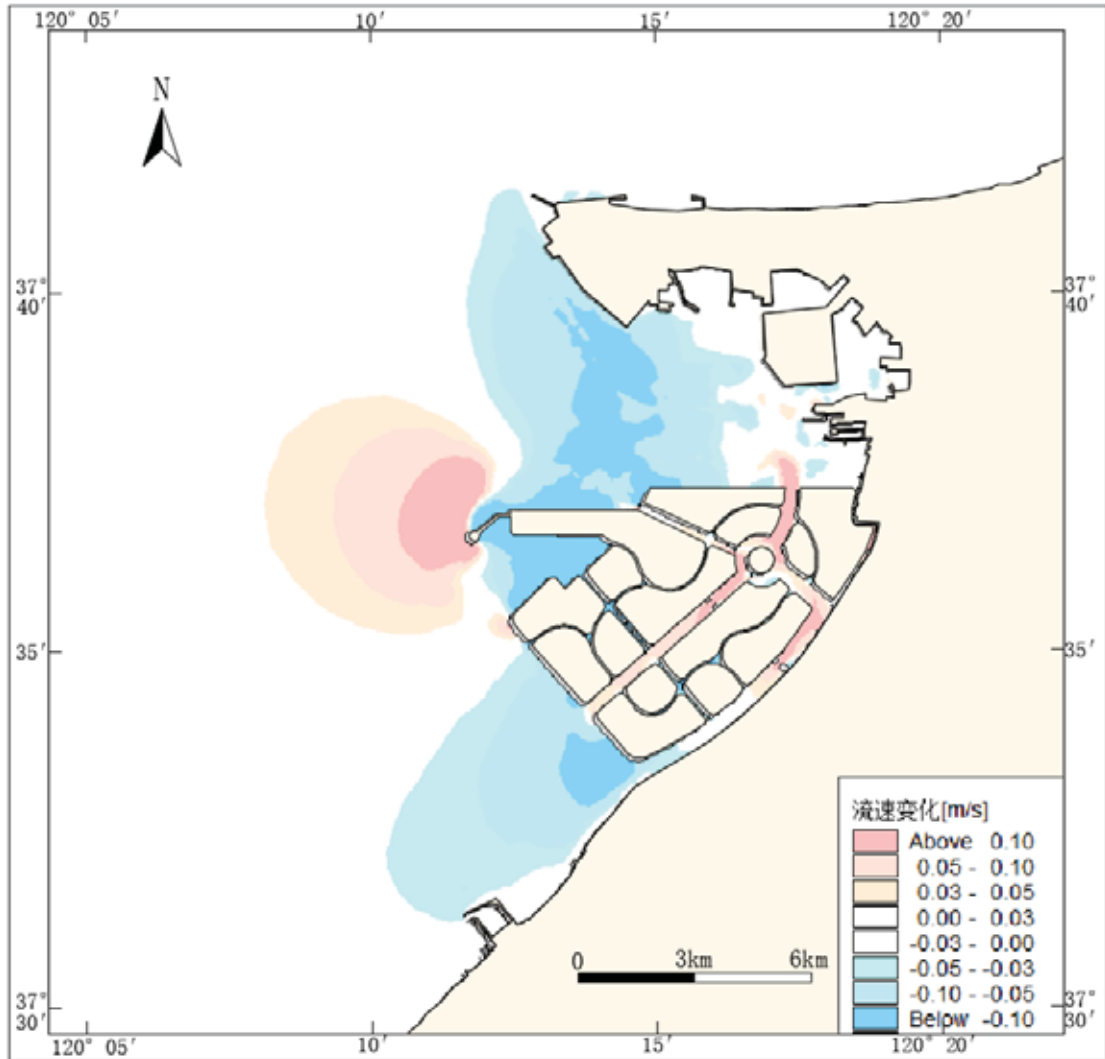 120° 05′ 10′ 15′ 120° 20′
N
37° 40′ 37° 40′
35′ 35′
流速变化[m/s]
Above 0.10
0.05 - 0.10
0.03 - 0.05
0.00 - 0.03
-0.03 - 0.00
-0.05 - -0.03
-0.10 - -0.05
Below -0.10
0 3km 6km
37° 30′ 37° 30′
120° 05′ 10′ 15′ 120° 20′